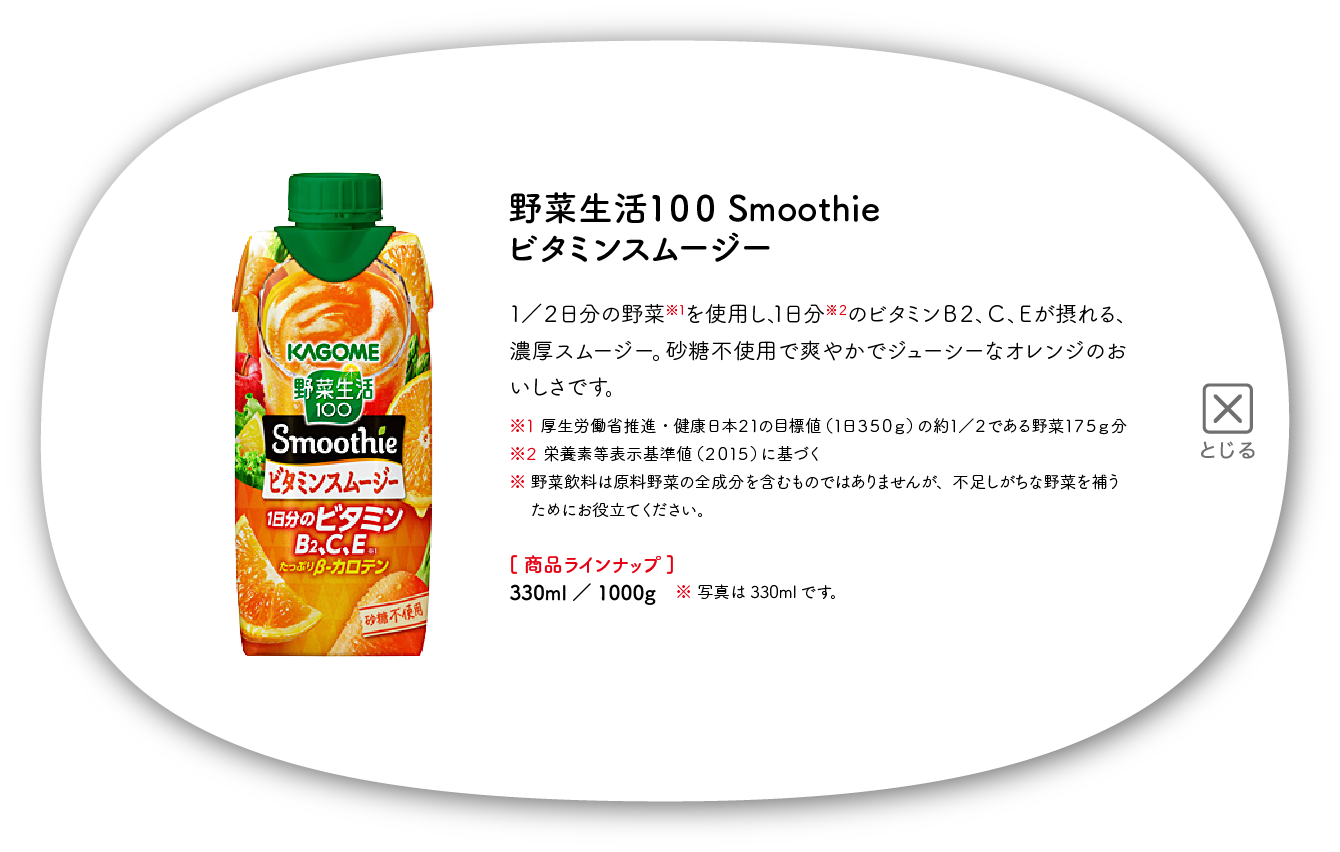 KAGOME
野菜生活
100
Smoothie
ビタミンスムージー
1日分のビタミン
B2、C、E ※1
たっぷりβ-カロテン
砂糖不使用
野菜生活100 Smoothie
ビタミンスムージー
1／2日分の野菜※1を使用し、1日分※2のビタミンB2、C、Eが摂れる、
濃厚スムージー。砂糖不使用で爽やかでジューシーなオレンジのお
いしさです。
※1 厚生労働省推進・健康日本21の目標値（1日350g）の約1／2である野菜175g分
※2 栄養素等表示基準値（2015）に基づく
※ 野菜飲料は原料野菜の全成分を含むものではありませんが、不足しがちな野菜を補う
ためにお役立てください。
[ 商品ラインナップ ]
330ml ／ 1000g ※ 写真は 330ml です。
とじる